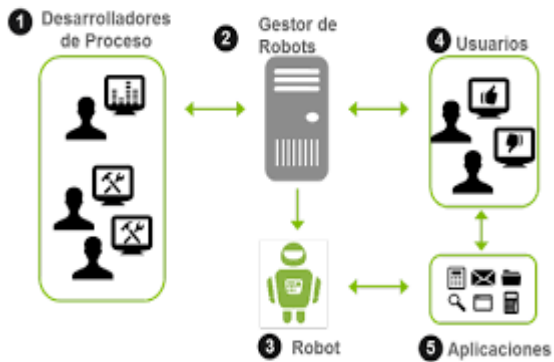 1 Desarrolladores
de Proceso
2 Gestor de
Robots
4 Usuarios
3 Robot
5 Aplicaciones